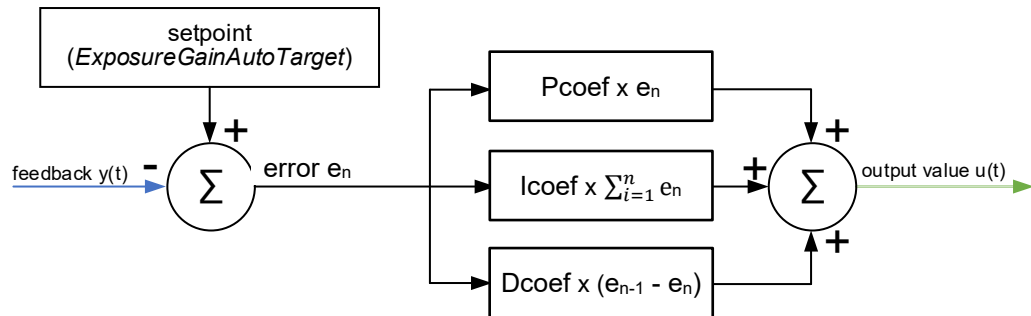 setpoint
(ExposureGainAutoTarget)
+
-
feedback y(t)
Σ
error eₙ
Pcoef x eₙ
Icoef x ∑ⁿᵢ₌₁ eₙ
Dcoef x (eₙ₋₁ - eₙ)
+
+
+
Σ
output value u(t)